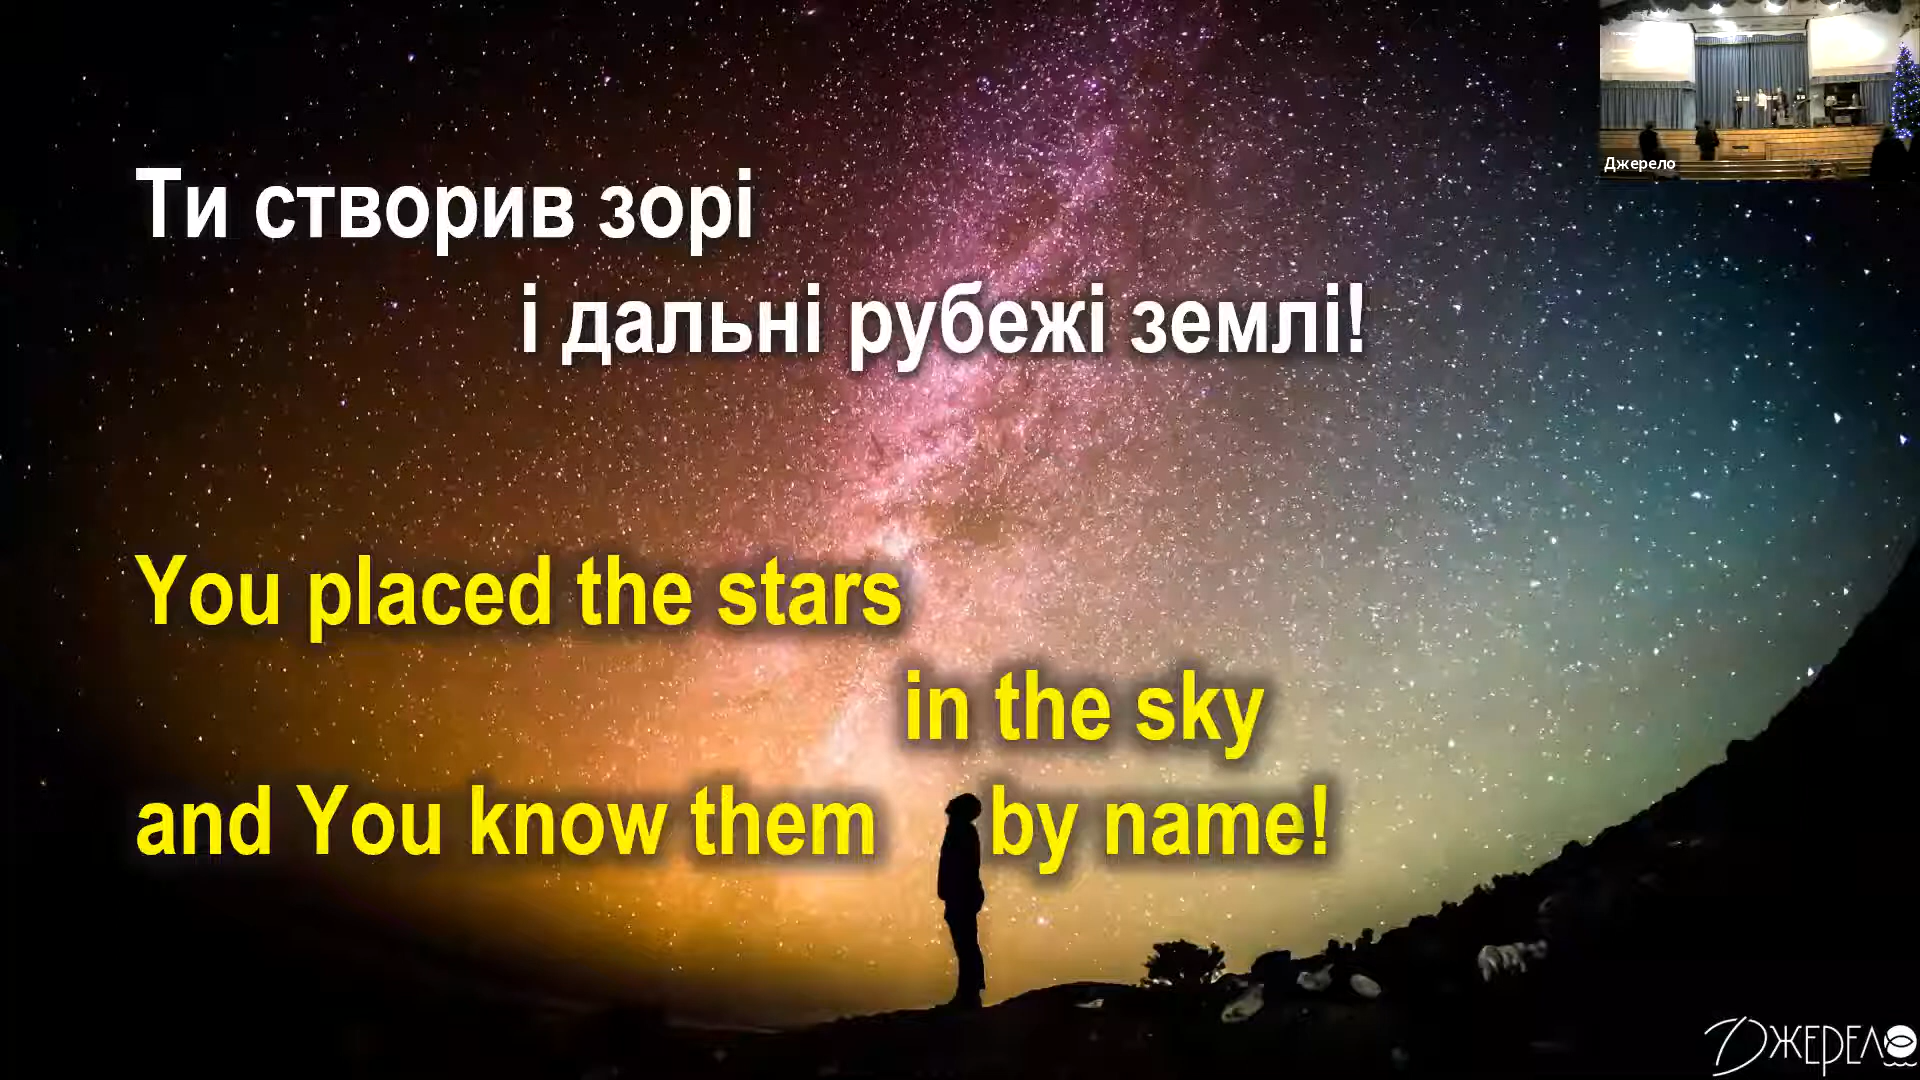 Джерело
Ти створив зорі
і дальні рубежі землі!
You placed the stars
in the sky
and You know them by name!
ДЖЕРЕЛО